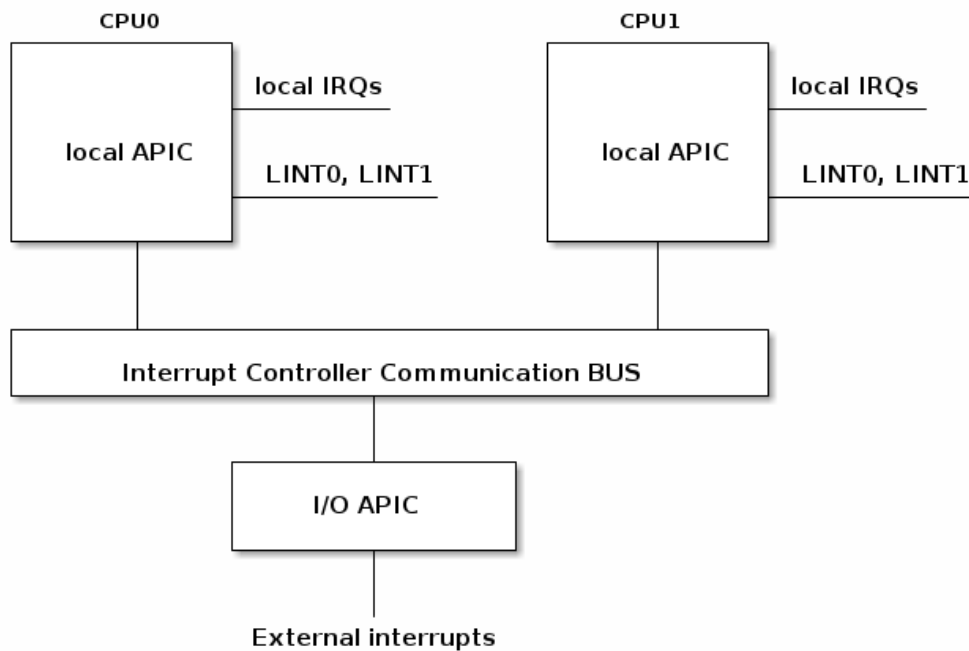 CPU0
CPU1
local IRQs
local APIC
LINT0, LINT1
local IRQs
local APIC
LINT0, LINT1
Interrupt Controller Communication BUS
I/O APIC
External interrupts